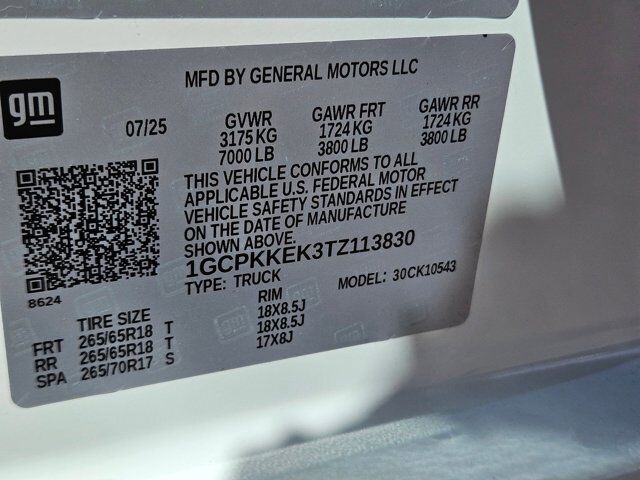 MFD BY GENERAL MOTORS LLC
gm
07/25
GVWR
3175 KG
7000 LB
GAWR FRT
1724 KG
3800 LB
GAWR RR
1724 KG
3800 LB
THIS VEHICLE CONFORMS TO ALL
APPLICABLE U.S. FEDERAL MOTOR
VEHICLE SAFETY STANDARDS IN EFFECT
ON THE DATE OF MANUFACTURE
SHOWN ABOVE.
1GCPKKEK3TZ113830
TYPE: TRUCK
MODEL: 30CK10543
8624
TIRE SIZE
RIM
FRT 265/65R18 T 18X8.5J
RR 265/65R18 T 18X8.5J
SPA 265/70R17 S 17X8J